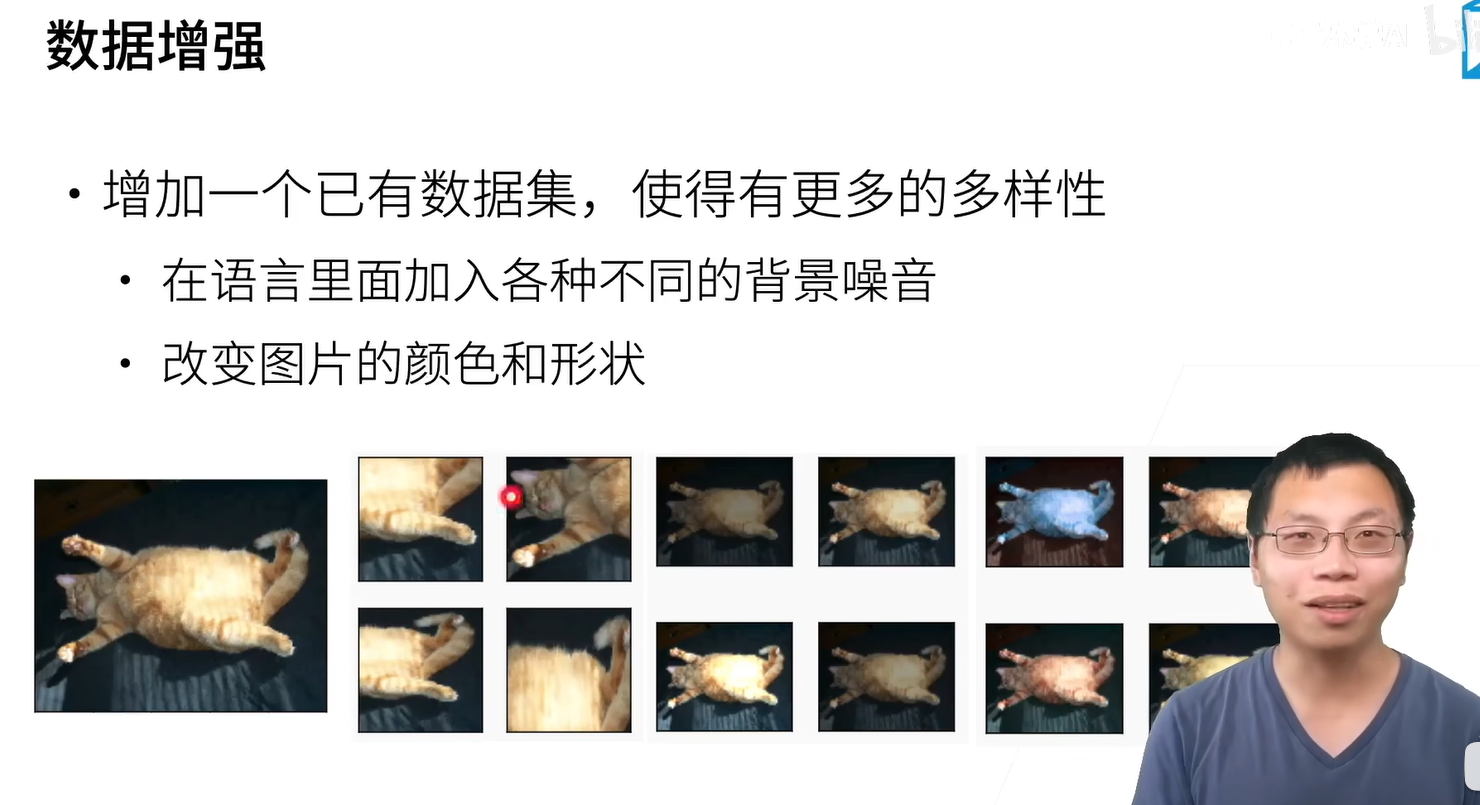 数据增强
• 增加一个已有数据集，使得有更多的多样性
• 在语言里面加入各种不同的背景噪音
• 改变图片的颜色和形状